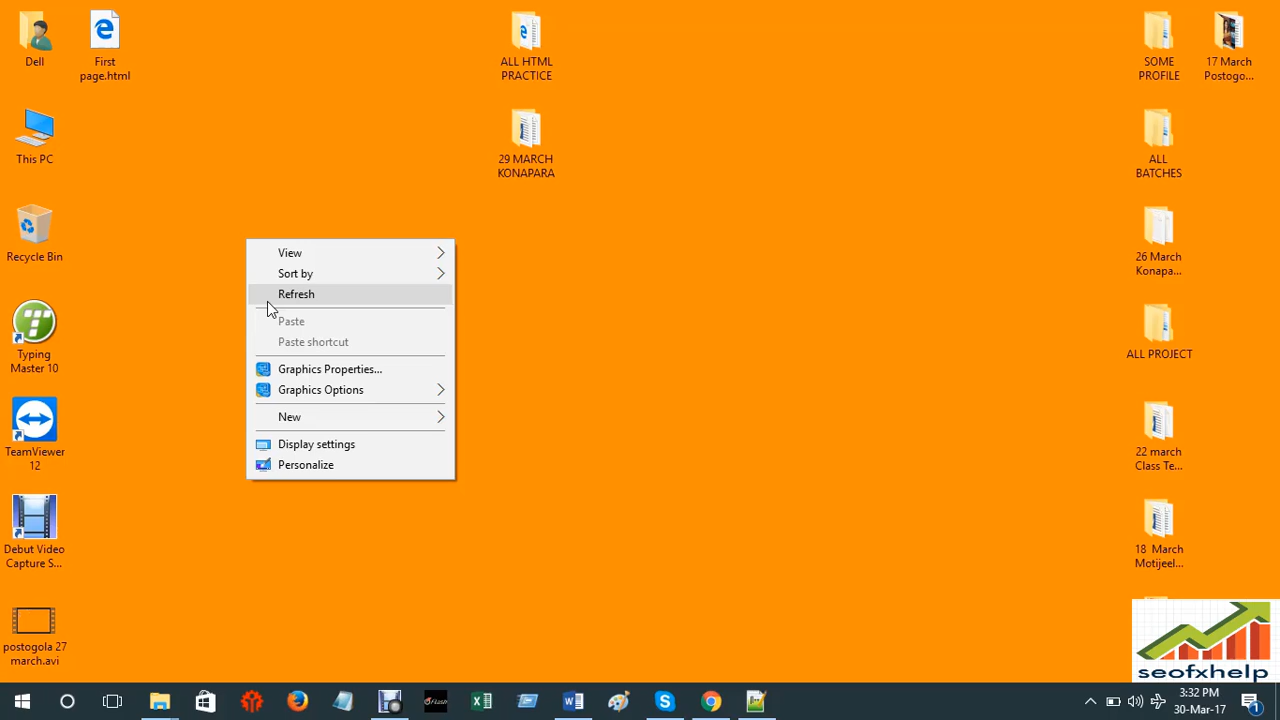 Dell
First
page.html
ALL HTML
PRACTICE
SOME
PROFILE
17 March
Postogo...
This PC
29 MARCH
KONAPARA
ALL
BATCHES
Recycle Bin
26 March
Konapa...
View
Sort by
Refresh
Paste
Paste shortcut
Graphics Properties...
Graphics Options
New
Display settings
Personalize
Typing
Master 10
ALL PROJECT
TeamViewer
12
22 march
Class Te...
Debut Video
Capture S...
18 March
Motijeel...
postogola 27
march.avi
seofxhelp
Flash
3:32 PM
30-Mar-17
1